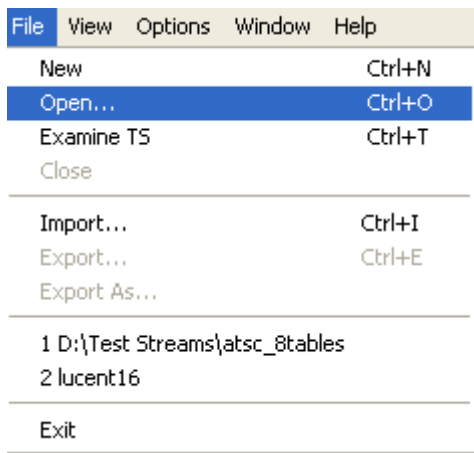 File View Options Window Help
New Ctrl+N
Open... Ctrl+O
Examine TS Ctrl+T
Close
Import... Ctrl+I
Export... Ctrl+E
Export As...
1 D:\Test Streams\atsc_8tables
2 lucent16
Exit